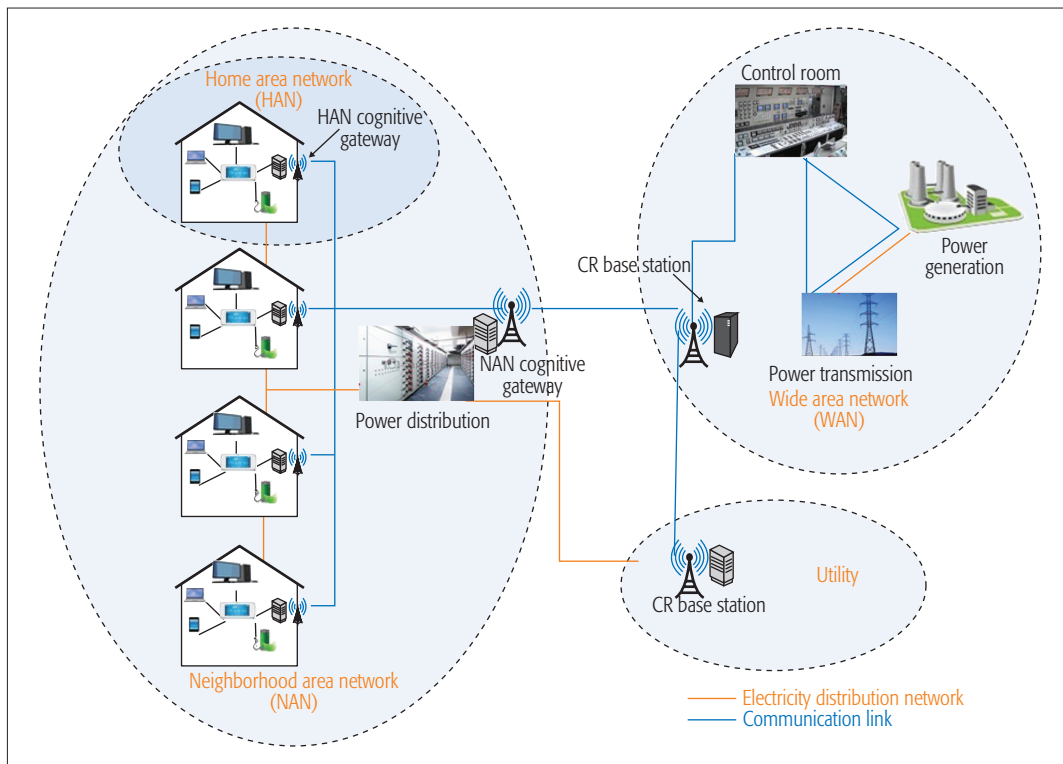 Home area network
(HAN)
HAN cognitive
gateway
Control room
Power
generation
CR base station
NAN cognitive
gateway
Power distribution
Power transmission
Wide area network
(WAN)
Utility
CR base station
Neighborhood area network
(NAN)
Electricity distribution network
Communication link